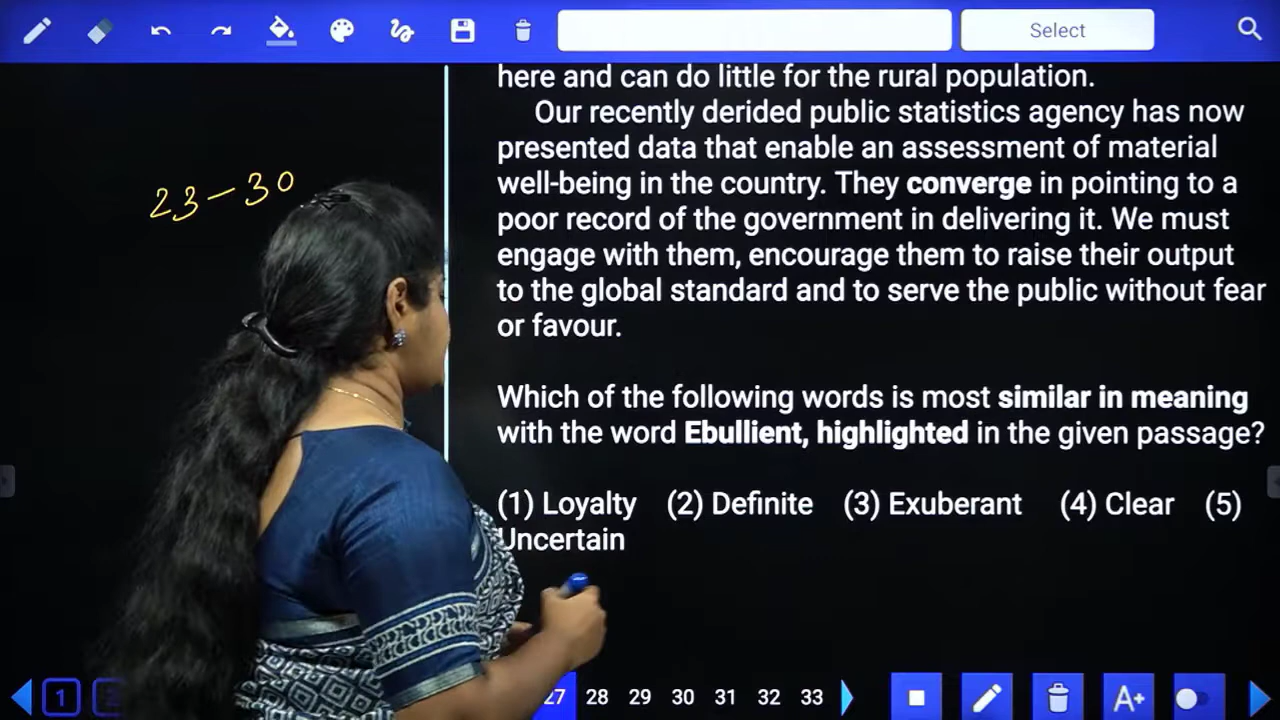 Select
here and can do little for the rural population.
Our recently derided public statistics agency has now
presented data that enable an assessment of material
well-being in the country. They converge in pointing to a
poor record of the government in delivering it. We must
engage with them, encourage them to raise their output
to the global standard and to serve the public without fear
or favour.
23-30
Which of the following words is most similar in meaning
with the word Ebullient, highlighted in the given passage?
(1) Loyalty (2) Definite (3) Exuberant (4) Clear (5)
Uncertain
1 27 28 29 30 31 32 33 A+